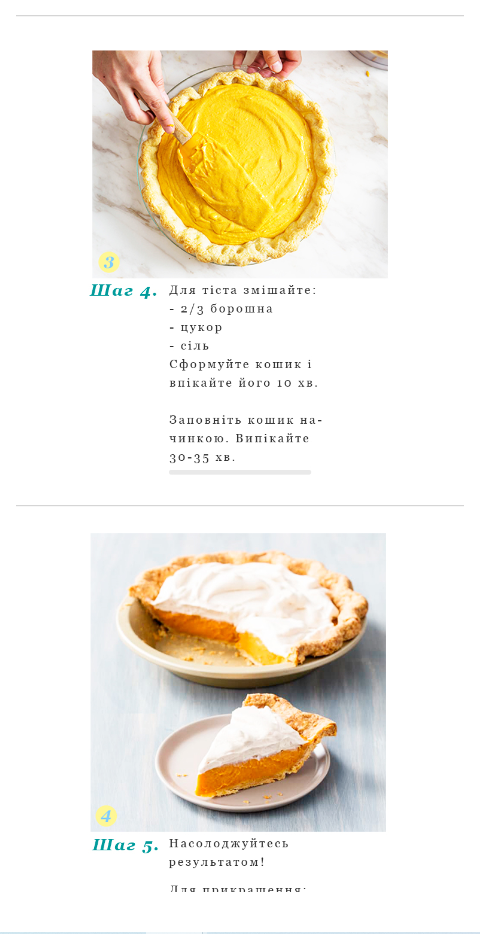 3
Шаг 4.
Для тіста змішайте:
- 2/3 борошна
- цукор
- сіль
Сформуйте кошик і
впікайте його 10 хв.
Заповніть кошик на-
чинкою. Випікайте
30-35 хв.
4
Шаг 5.
Насолоджуйтесь
результатом!
Для прикрашення: